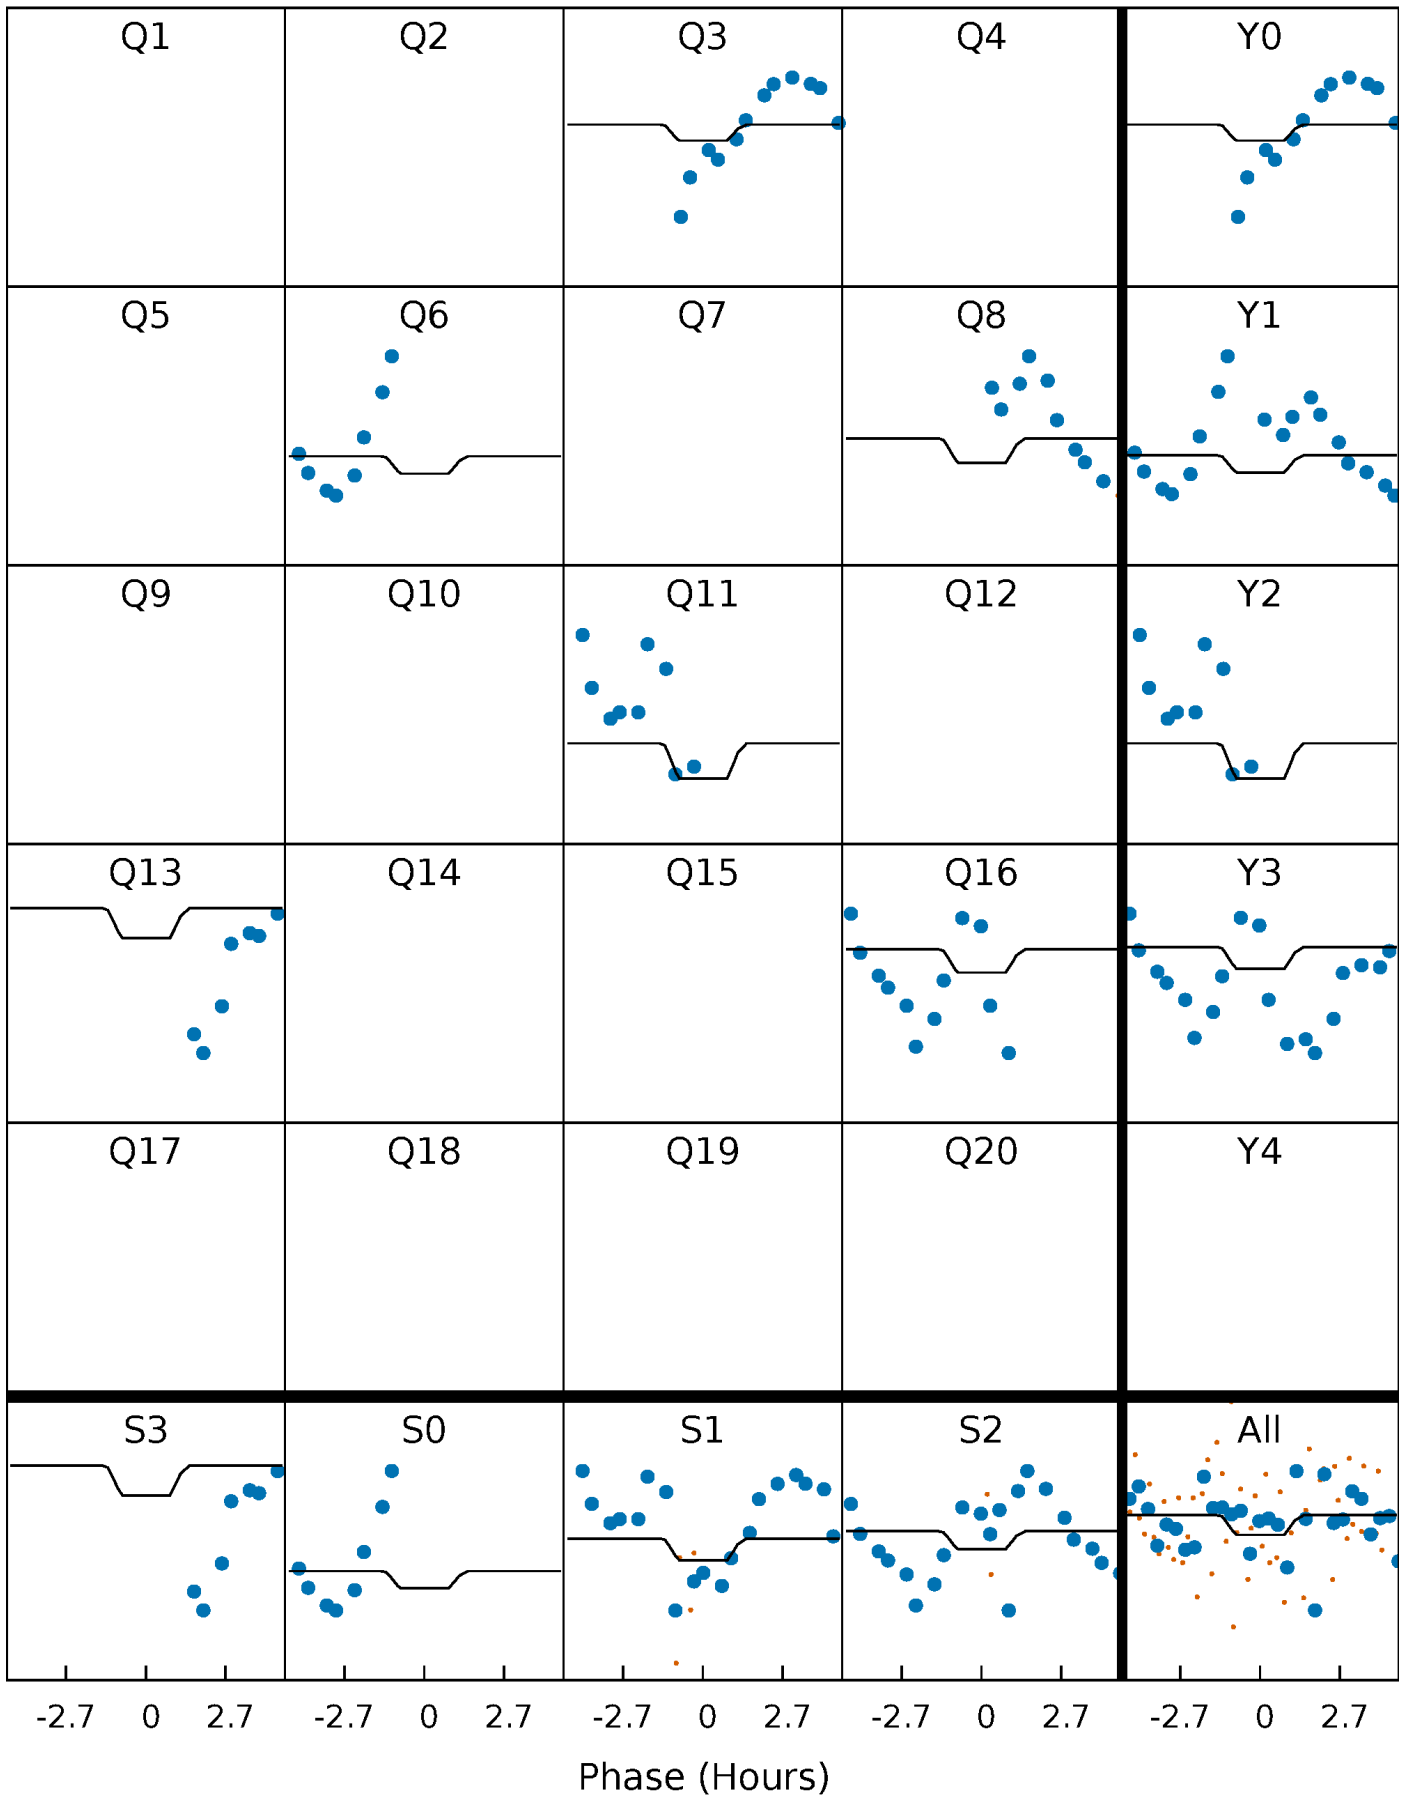 Q1 Q2 Q3 Q4 Y0
Q5 Q6 Q7 Q8 Y1
Q9 Q10 Q11 Q12 Y2
Q13 Q14 Q15 Q16 Y3
Q17 Q18 Q19 Q20 Y4
S3 S0 S1 S2 All
-2.7 0 2.7 -2.7 0 2.7 -2.7 0 2.7 -2.7 0 2.7 -2.7 0 2.7
Phase (Hours)